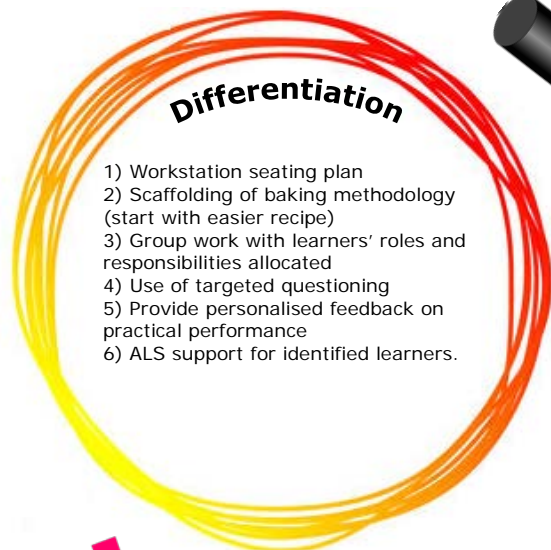 Differentiation
1) Workstation seating plan
2) Scaffolding of baking methodology
(start with easier recipe)
3) Group work with learners' roles and
responsibilities allocated
4) Use of targeted questioning
5) Provide personalised feedback on
practical performance
6) ALS support for identified learners.